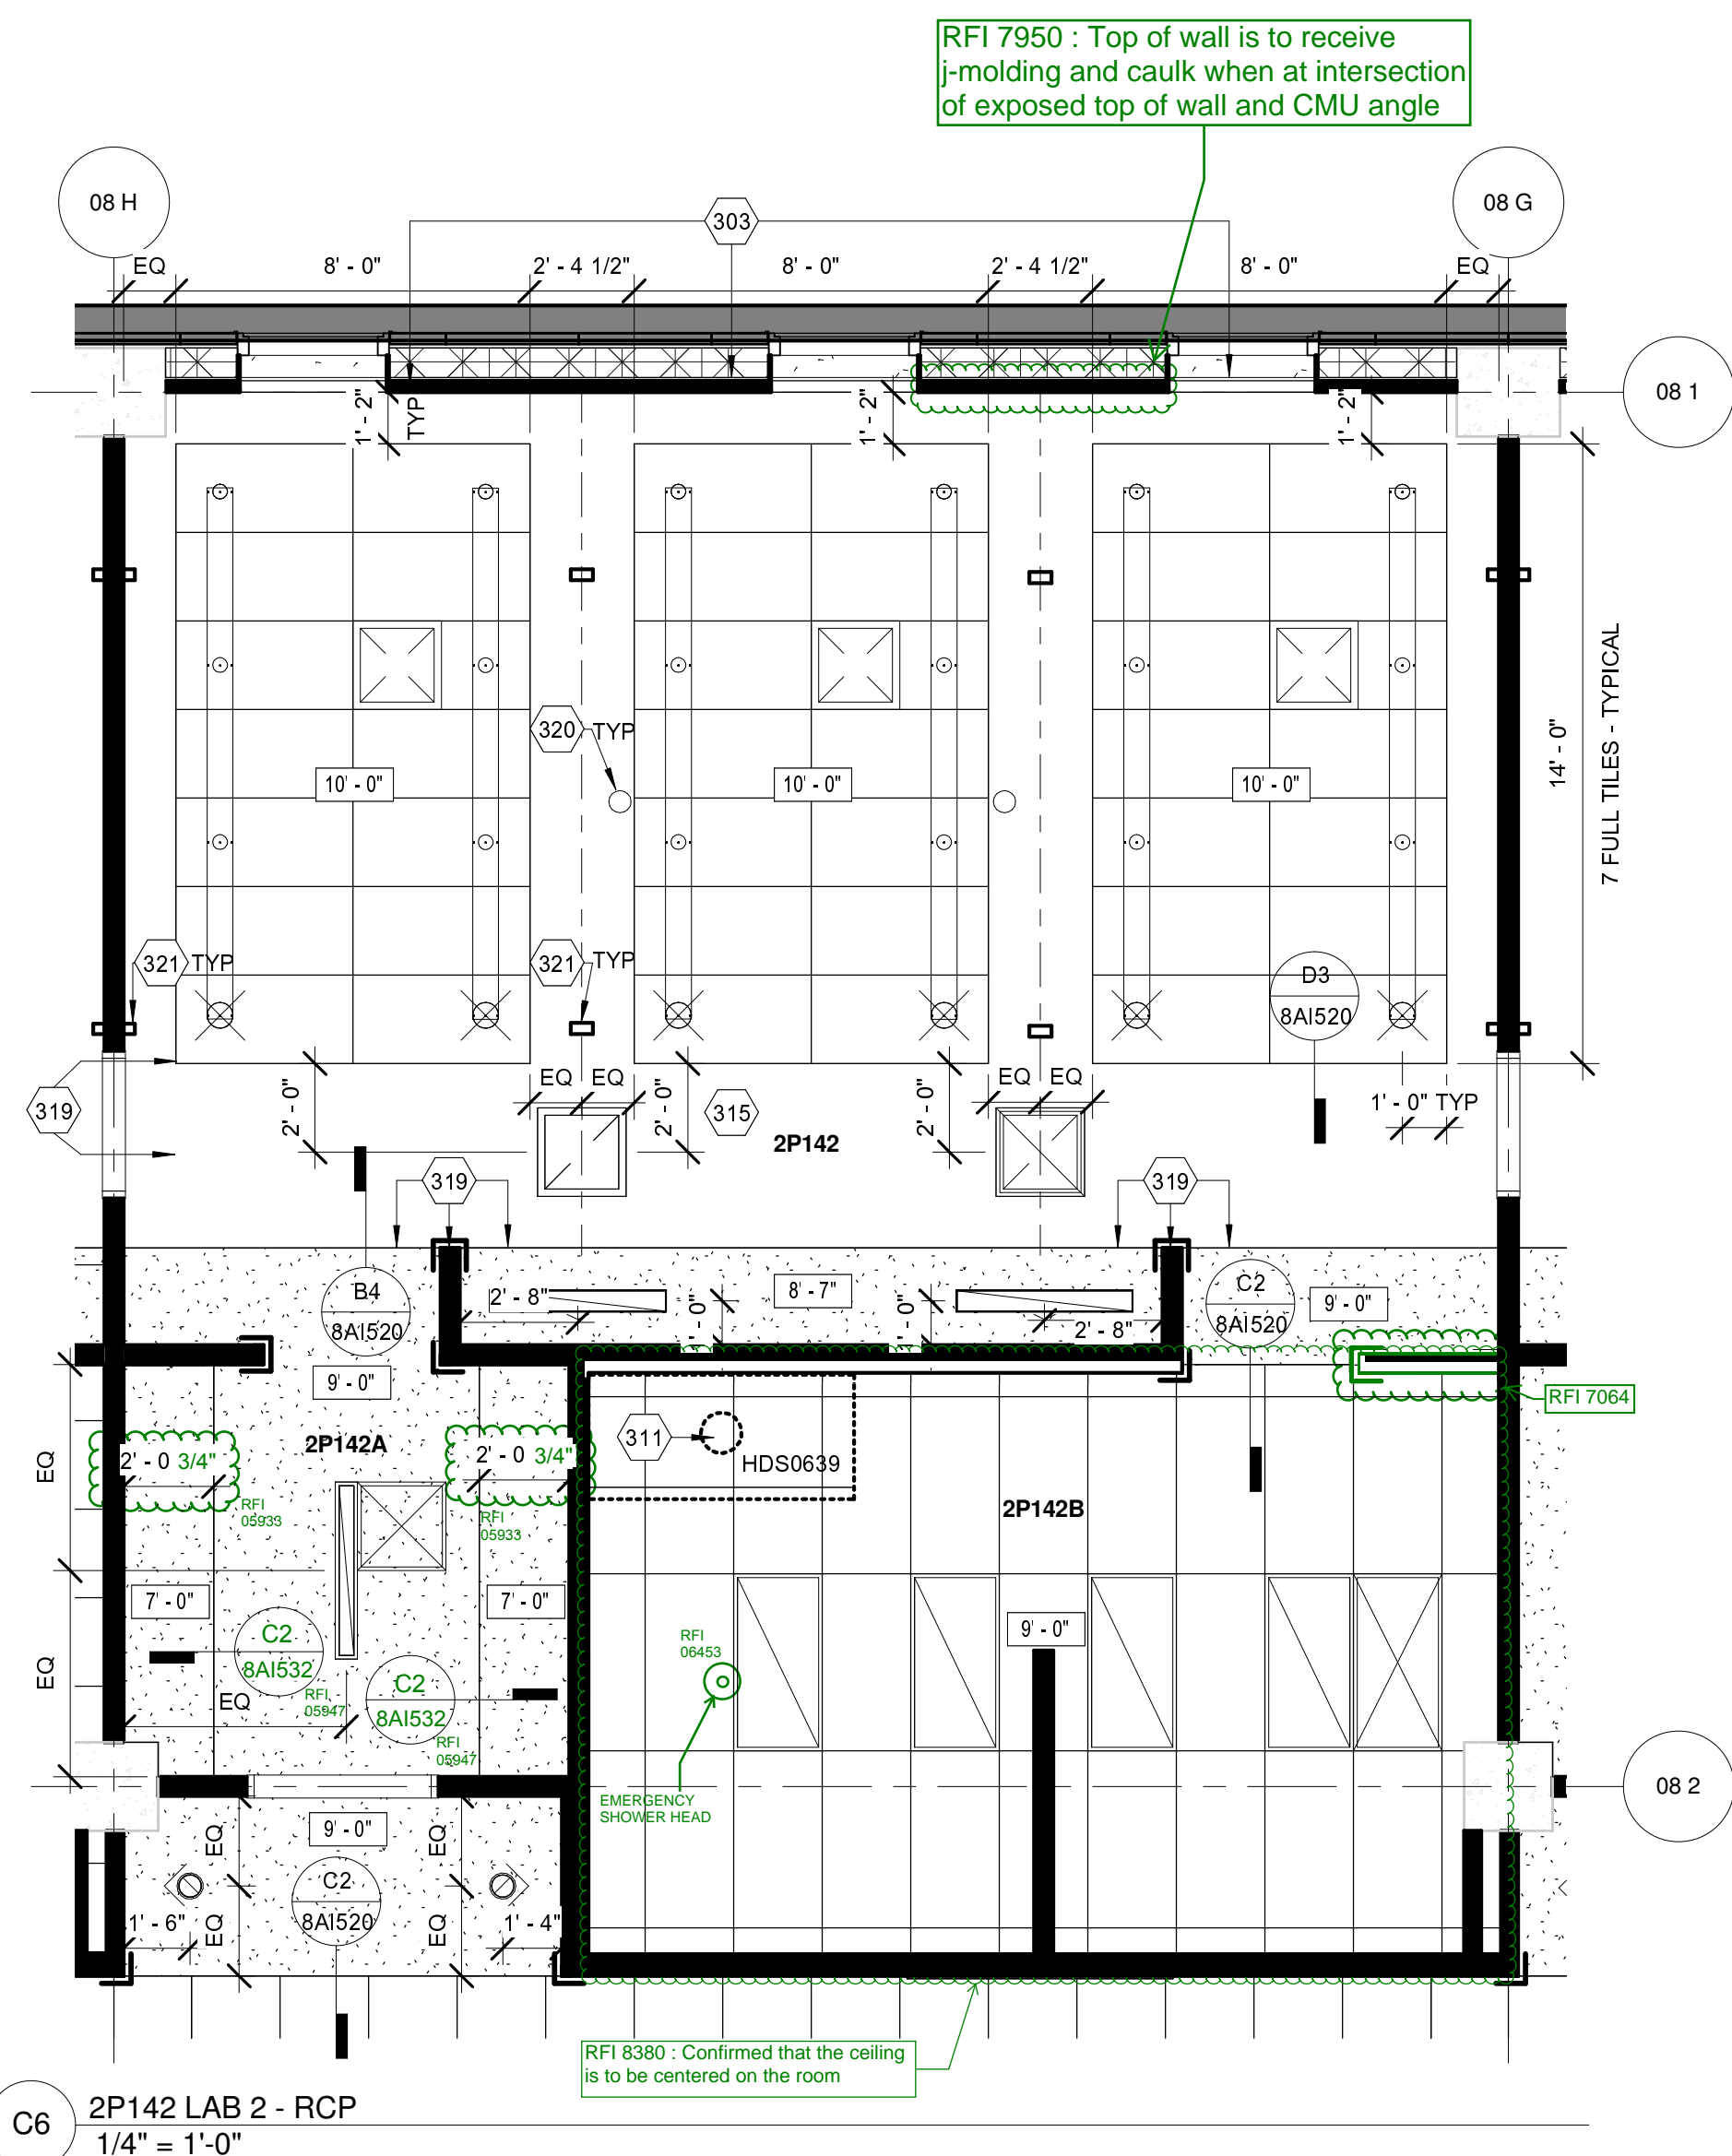 RFI 7950 : Top of wall is to receive
j-molding and caulk when at intersection
of exposed top of wall and CMU angle
08 H
08 G
303
EQ
8' - 0"
2' - 4 1/2"
8' - 0"
2' - 4 1/2"
8' - 0"
EQ
08 1
1' - 2"
TYP
1' - 2"
1' - 2"
320
TYP
10' - 0"
10' - 0"
10' - 0"
14' - 0"
7 FULL TILES - TYPICAL
321
TYP
321
TYP
D3
8AI520
319
2' - 0"
EQ
EQ
2' - 0"
315
2P142
2' - 0"
EQ
EQ
1' - 0" TYP
319
319
B4
8AI520
2' - 8"
8' - 7"
2' - 8"
C2
8AI520
9' - 0"
9' - 0"
RFI 7064
2P142A
2' - 0 3/4"
2' - 0 3/4"
RFI
05933
RFI
05933
311
HDS0639
2P142B
EQ
7' - 0"
7' - 0"
9' - 0"
RFI
06453
C2
8AI532
C2
8AI532
RFI
05947
RFI
05947
EQ
EQ
EMERGENCY
SHOWER HEAD
08 2
9' - 0"
EQ
EQ
C2
8AI520
1' - 6"
EQ
EQ
1' - 4"
RFI 8380 : Confirmed that the ceiling
is to be centered on the room
C6
2P142 LAB 2 - RCP
1/4" = 1'-0"